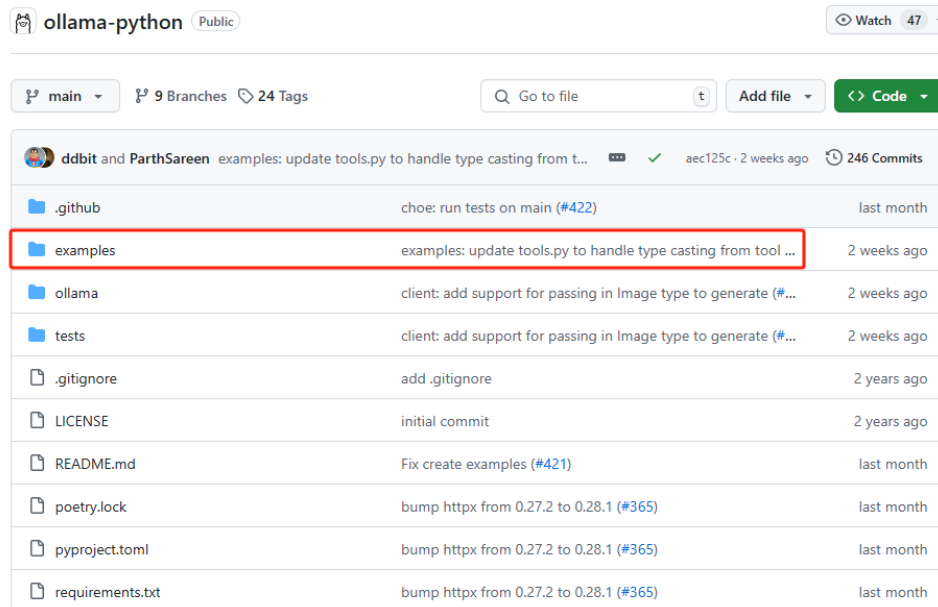 ollama-python Public Watch 47
main 9 Branches 24 Tags Go to file t Add file <> Code
ddbit and ParthSareen examples: update tools.py to handle type casting from t... aec125c · 2 weeks ago 246 Commits
.github choe: run tests on main (#422) last month
examples examples: update tools.py to handle type casting from tool ... 2 weeks ago
ollama client: add support for passing in Image type to generate (#... 2 weeks ago
tests client: add support for passing in Image type to generate (#... 2 weeks ago
.gitignore add .gitignore 2 years ago
LICENSE initial commit 2 years ago
README.md Fix create examples (#421) last month
poetry.lock bump httpx from 0.27.2 to 0.28.1 (#365) last month
pyproject.toml bump httpx from 0.27.2 to 0.28.1 (#365) last month
requirements.txt bump httpx from 0.27.2 to 0.28.1 (#365) last month